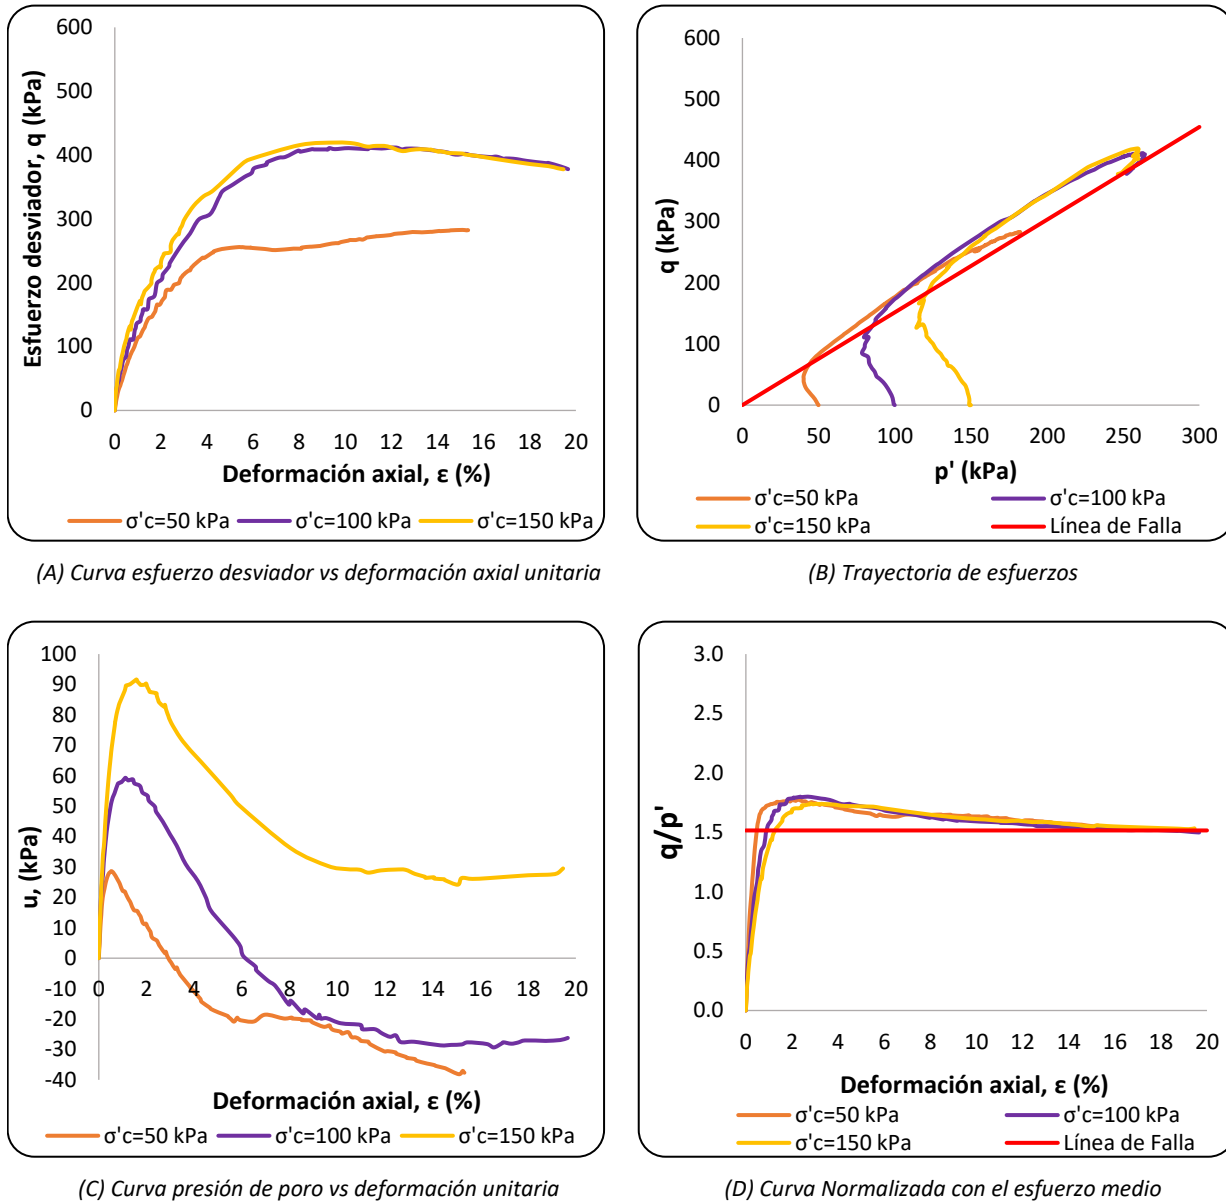 600
500
400
300
200
100
0
Esfuerzo desviador, q (kPa)
0 2 4 6 8 10 12 14 16 18 20
Deformación axial, ε (%)
σ'c=50 kPa σ'c=100 kPa σ'c=150 kPa
(A) Curva esfuerzo desviador vs deformación axial unitaria
600
500
400
300
200
100
0
q (kPa)
0 50 100 150 200 250 300
p' (kPa)
σ'c=50 kPa σ'c=100 kPa
σ'c=150 kPa Línea de Falla
(B) Trayectoria de esfuerzos
100
90
80
70
60
50
40
30
20
10
0
-10
-20
-30
-40
u, (kPa)
0 2 4 6 8 10 12 14 16 18 20
Deformación axial, ε (%)
σ'c=50 kPa σ'c=100 kPa σ'c=150 kPa
(C) Curva presión de poro vs deformación unitaria
3.0
2.5
2.0
1.5
1.0
0.5
0.0
q/p'
0 2 4 6 8 10 12 14 16 18 20
Deformación axial, ε (%)
σ'c=50 kPa σ'c=100 kPa
σ'c=150 kPa Línea de Falla
(D) Curva Normalizada con el esfuerzo medio